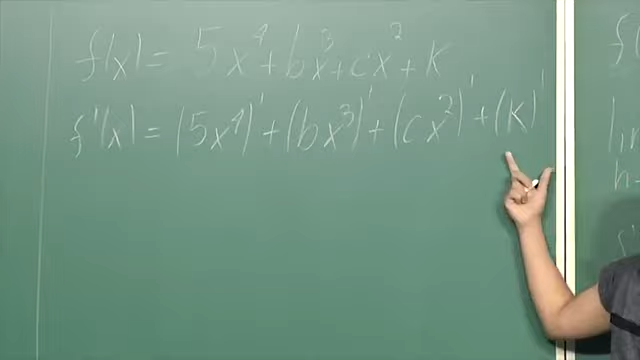 f(x) = 5x⁴ + bx³ + cx² + K
f'(x) = (5x⁴)' + (bx³)' + (cx²)' + (K)'